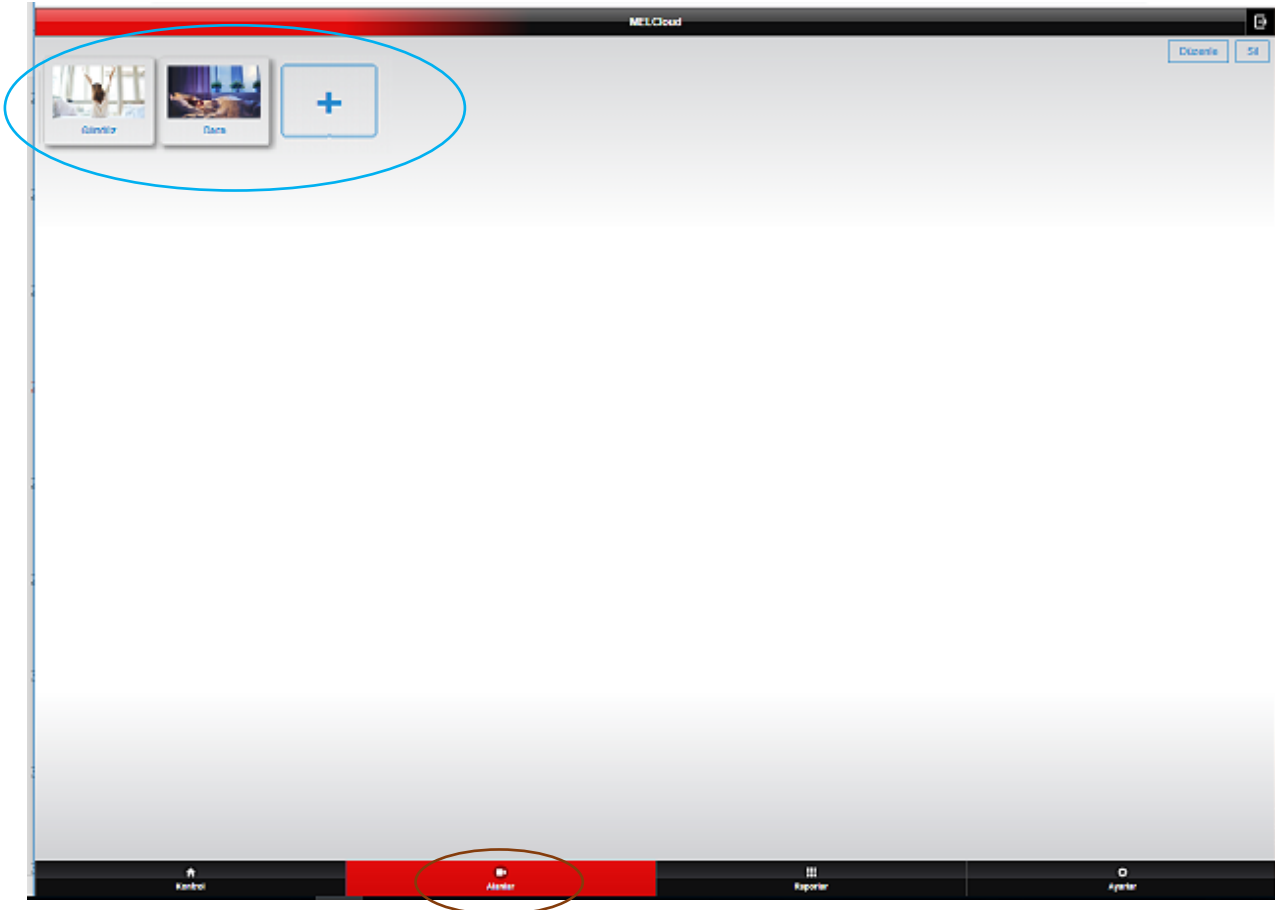 MELCloud
Düzenle
Sil
Gündüz
Gece
Kontrol
Alanlar
Raporlar
Ayarlar